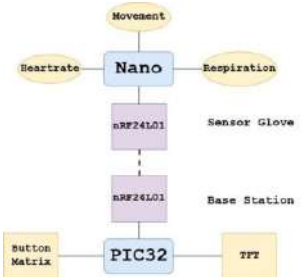 Movement
Heartrate
Nano
Respiration
nRF24L01
Sensor Glove
nRF24L01
Base Station
Button
Matrix
PIC32
TFT